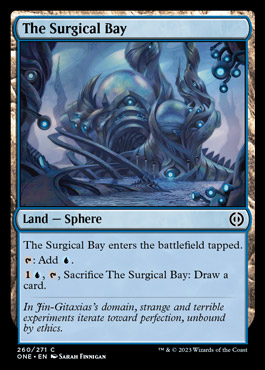 The Surgical Bay
Land — Sphere
The Surgical Bay enters the battlefield tapped.
: Add .
1 , , Sacrifice The Surgical Bay: Draw a
card.
In Jin-Gitaxias's domain, strange and terrible
experiments iterate toward perfection, unbound
by ethics.
260/271 C
ONE • EN Sarah Finnigan
™ & © 2023 Wizards of the Coast